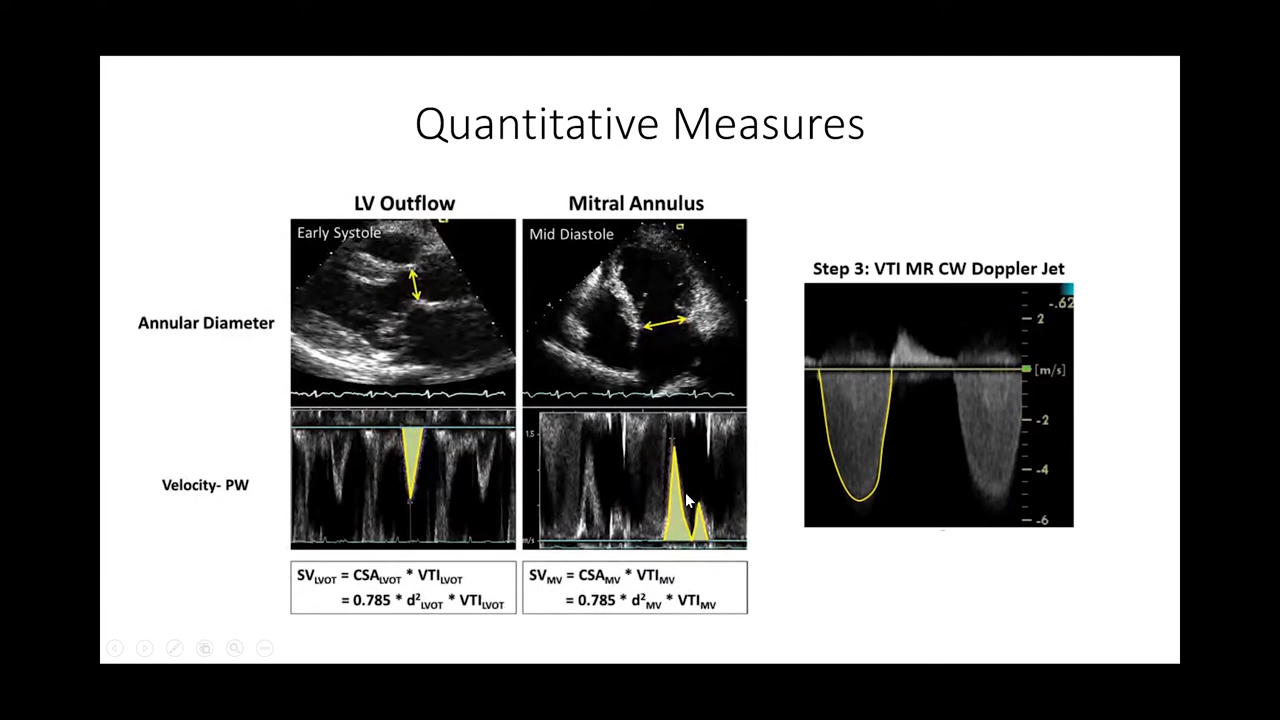 Quantitative Measures
LV Outflow
Mitral Annulus
Early Systole
Mid Diastole
Step 3: VTI MR CW Doppler Jet
Annular Diameter
-.62
2
[m/s]
-2
-4
-6
1.5
m/s
Velocity- PW
SV_LVOT = CSA_LVOT * VTI_LVOT
= 0.785 * d²_LVOT * VTI_LVOT
SV_MV = CSA_MV * VTI_MV
= 0.785 * d²_MV * VTI_MV